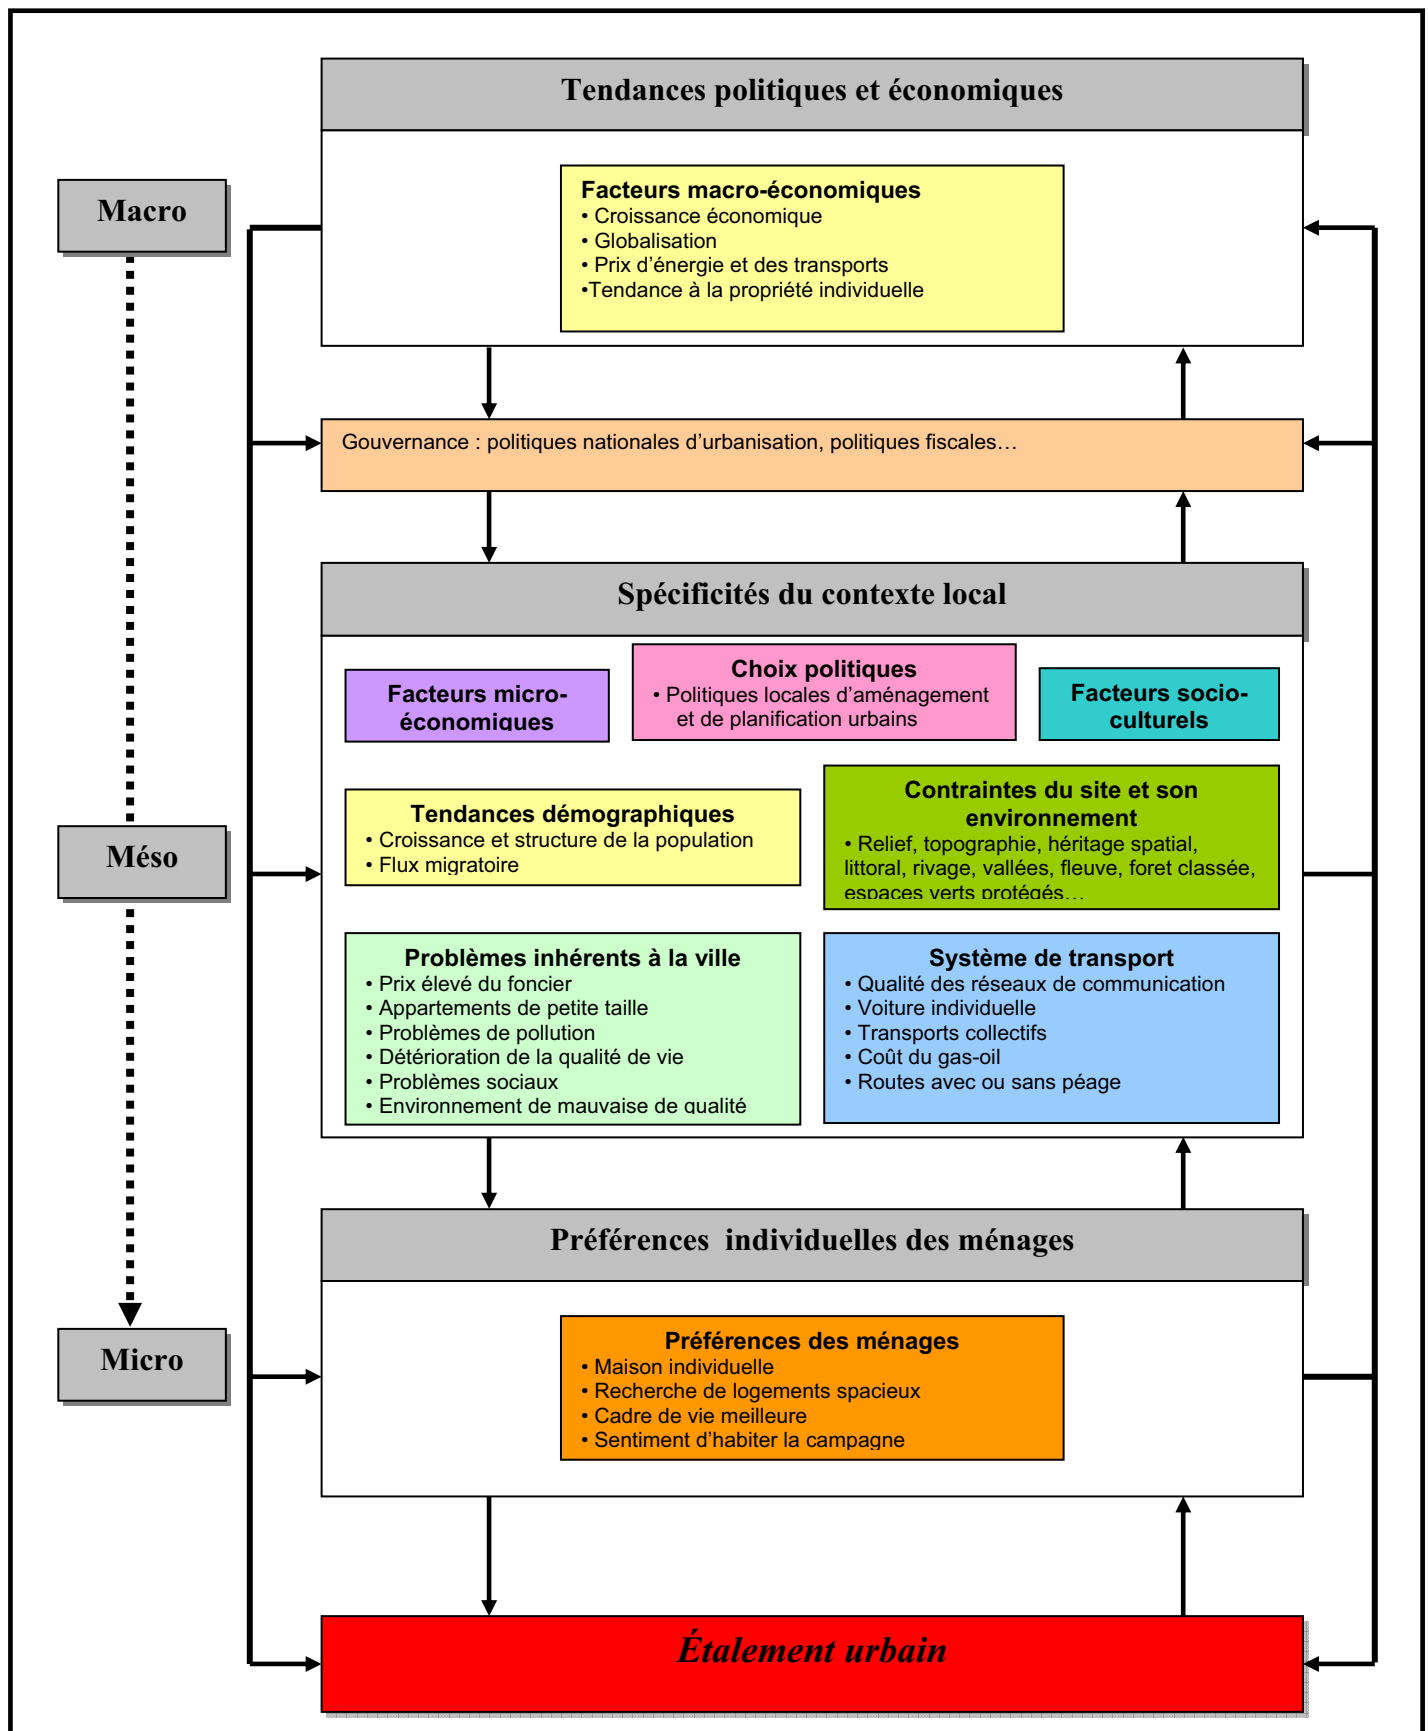 Tendances politiques et économiques
Macro
Facteurs macro-économiques
• Croissance économique
• Globalisation
• Prix d'énergie et des transports
•Tendance à la propriété individuelle
Gouvernance : politiques nationales d'urbanisation, politiques fiscales…
Spécificités du contexte local
Facteurs micro-
économiques
Choix politiques
• Politiques locales d'aménagement
et de planification urbains
Facteurs socio-
culturels
Méso
Tendances démographiques
• Croissance et structure de la population
• Flux migratoire
Contraintes du site et son
environnement
• Relief, topographie, héritage spatial,
littoral, rivage, vallées, fleuve, foret classée,
espaces verts protégés…
Problèmes inhérents à la ville
• Prix élevé du foncier
• Appartements de petite taille
• Problèmes de pollution
• Détérioration de la qualité de vie
• Problèmes sociaux
• Environnement de mauvaise de qualité
Système de transport
• Qualité des réseaux de communication
• Voiture individuelle
• Transports collectifs
• Coût du gas-oil
• Routes avec ou sans péage
Préférences individuelles des ménages
Micro
Préférences des ménages
• Maison individuelle
• Recherche de logements spacieux
• Cadre de vie meilleure
• Sentiment d'habiter la campagne
Étalement urbain